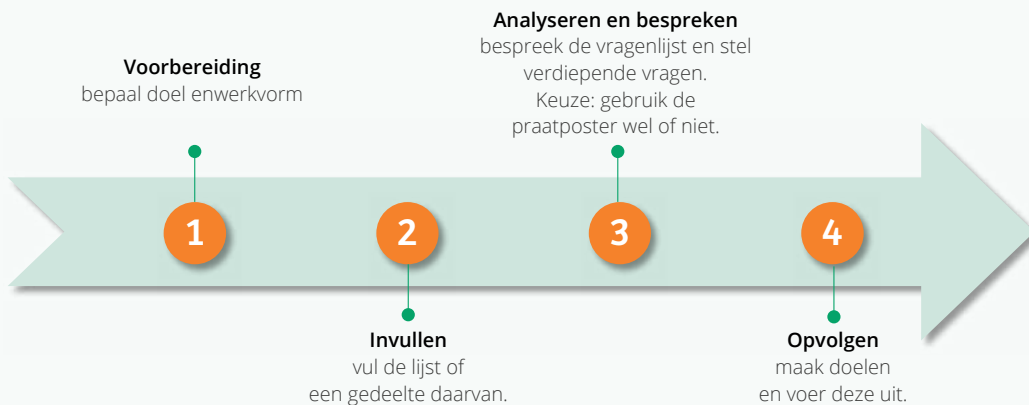 Voorbereiding
bepaal doel enwerkvorm
1
2
Invullen
vul de lijst of
een gedeelte daarvan.
Analyseren en bespreken
bespreek de vragenlijst en stel
verdiepende vragen.
Keuze: gebruik de
praatposter wel of niet.
3
4
Opvolgen
maak doelen
en voer deze uit.